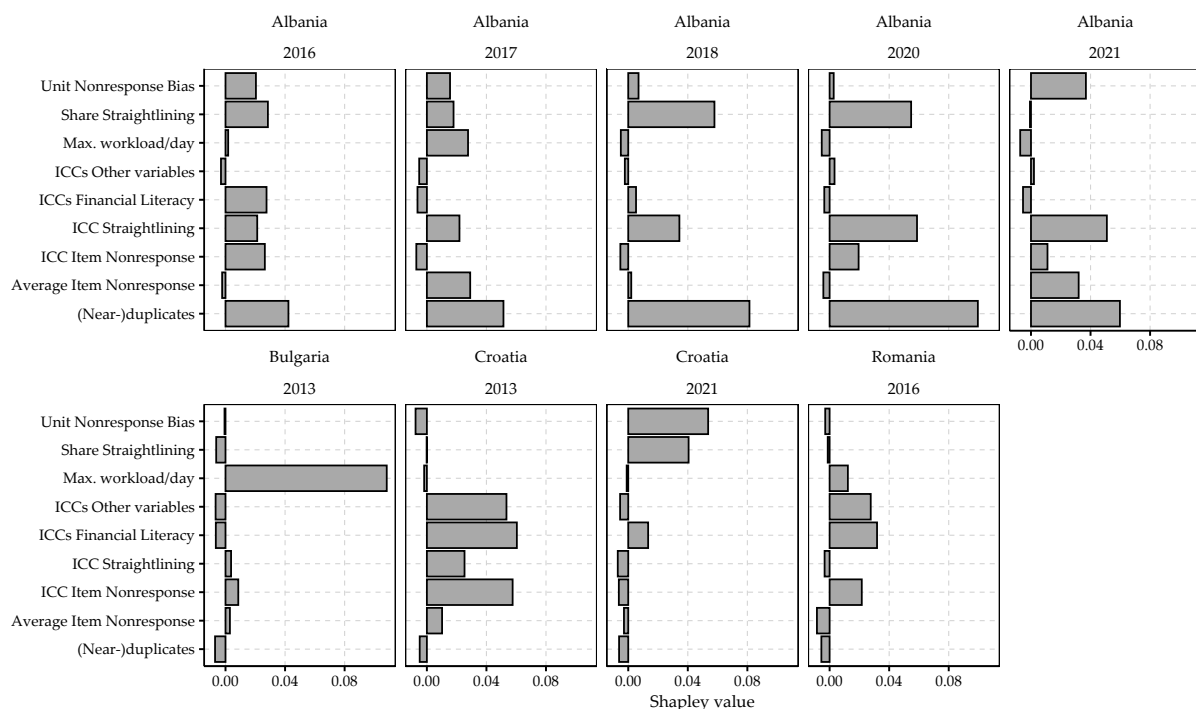 Albania Albania Albania Albania Albania
2016 2017 2018 2020 2021
Unit Nonresponse Bias
Share Straightlining
Max. workload/day
ICCs Other variables
ICCs Financial Literacy
ICC Straightlining
ICC Item Nonresponse
Average Item Nonresponse
(Near-)duplicates
0.00 0.04 0.08
Bulgaria Croatia Croatia Romania
2013 2013 2021 2016
Unit Nonresponse Bias
Share Straightlining
Max. workload/day
ICCs Other variables
ICCs Financial Literacy
ICC Straightlining
ICC Item Nonresponse
Average Item Nonresponse
(Near-)duplicates
0.00 0.04 0.08 0.00 0.04 0.08 0.00 0.04 0.08 0.00 0.04 0.08
Shapley value